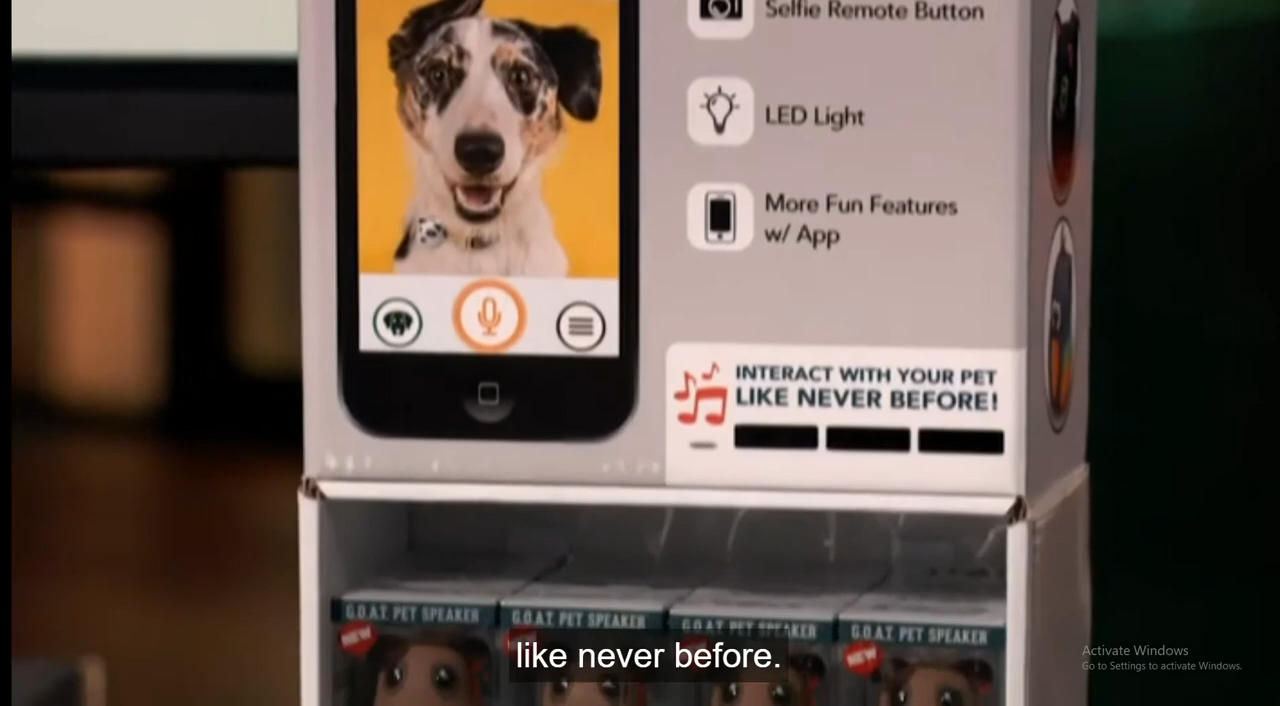 Selfie Remote Button
LED Light
More Fun Features
w/ App
INTERACT WITH YOUR PET
LIKE NEVER BEFORE!
G.O.A.T. PET SPEAKER
G.O.A.T. PET SPEAKER
G.O.A.T. PET SPEAKER
G.O.A.T. PET SPEAKER
NEW
NEW
like never before.
Activate Windows
Go to Settings to activate Windows.